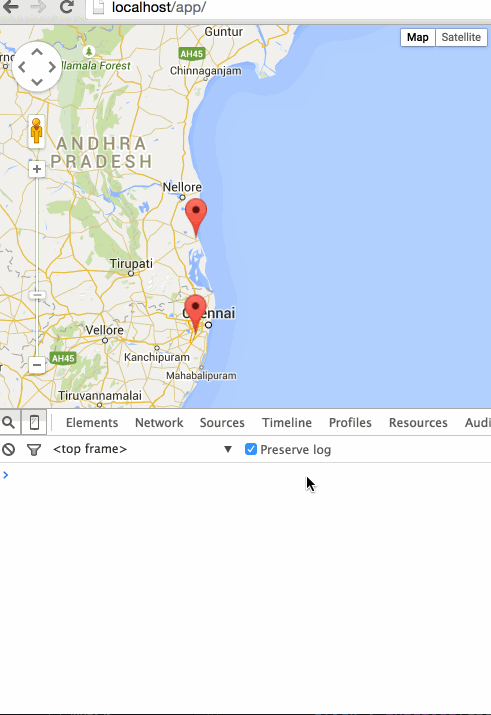 localhost/app/
Guntur
Map Satellite
llamala Forest
AH45
Chinnaganjam
ANDHRA
PRADESH
Nellore
Tirupati
Chennai
Vellore
AH45
Kanchipuram
Mahabalipuram
Tiruvannamalai
Elements Network Sources Timeline Profiles Resources Audi
<top frame> ▼ Preserve log
>